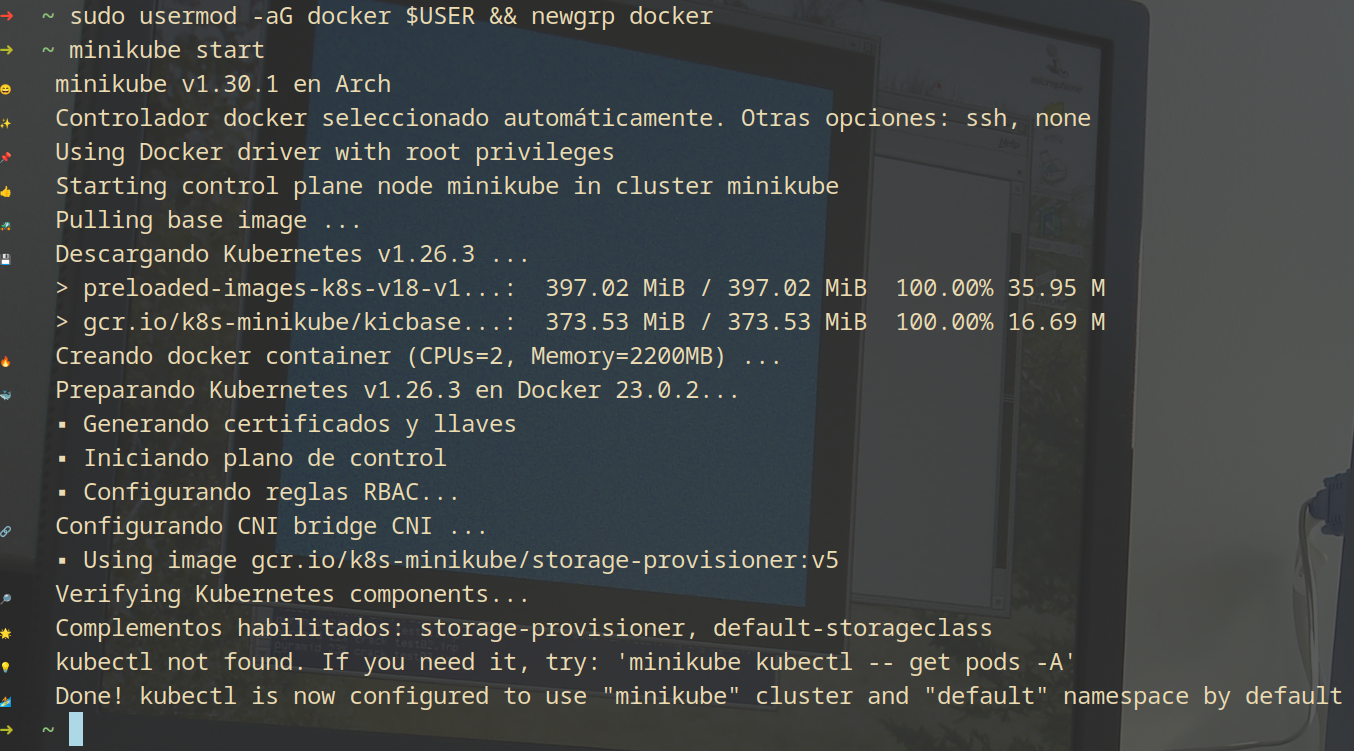 ➜ ~ sudo usermod -aG docker $USER && newgrp docker
➜ ~ minikube start
😄 minikube v1.30.1 en Arch
✨ Controlador docker seleccionado automáticamente. Otras opciones: ssh, none
📌 Using Docker driver with root privileges
👍 Starting control plane node minikube in cluster minikube
🚜 Pulling base image ...
💾 Descargando Kubernetes v1.26.3 ...
> preloaded-images-k8s-v18-v1...: 397.02 MiB / 397.02 MiB 100.00% 35.95 M
> gcr.io/k8s-minikube/kicbase...: 373.53 MiB / 373.53 MiB 100.00% 16.69 M
🔥 Creando docker container (CPUs=2, Memory=2200MB) ...
🐳 Preparando Kubernetes v1.26.3 en Docker 23.0.2...
▪ Generando certificados y llaves
▪ Iniciando plano de control
▪ Configurando reglas RBAC...
🔗 Configurando CNI bridge CNI ...
▪ Using image gcr.io/k8s-minikube/storage-provisioner:v5
🔎 Verifying Kubernetes components...
🌟 Complementos habilitados: storage-provisioner, default-storageclass
💡 kubectl not found. If you need it, try: 'minikube kubectl -- get pods -A'
🏄 Done! kubectl is now configured to use "minikube" cluster and "default" namespace by default
➜ ~
Help